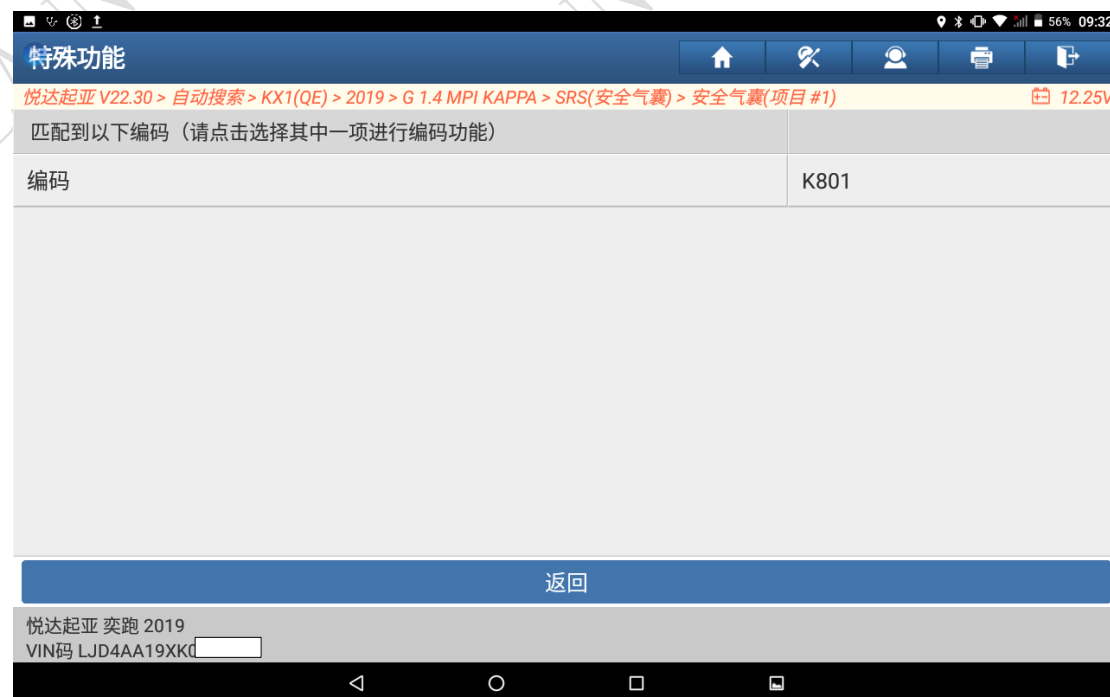 56% 09:32
特殊功能
悦达起亚 V22.30 > 自动搜索 > KX1(QE) > 2019 > G 1.4 MPI KAPPA > SRS(安全气囊) > 安全气囊(项目 #1) 12.25V
匹配到以下编码（请点击选择其中一项进行编码功能）
编码 K801
返回
悦达起亚 奕跑 2019
VIN码 LJD4AA19XK0